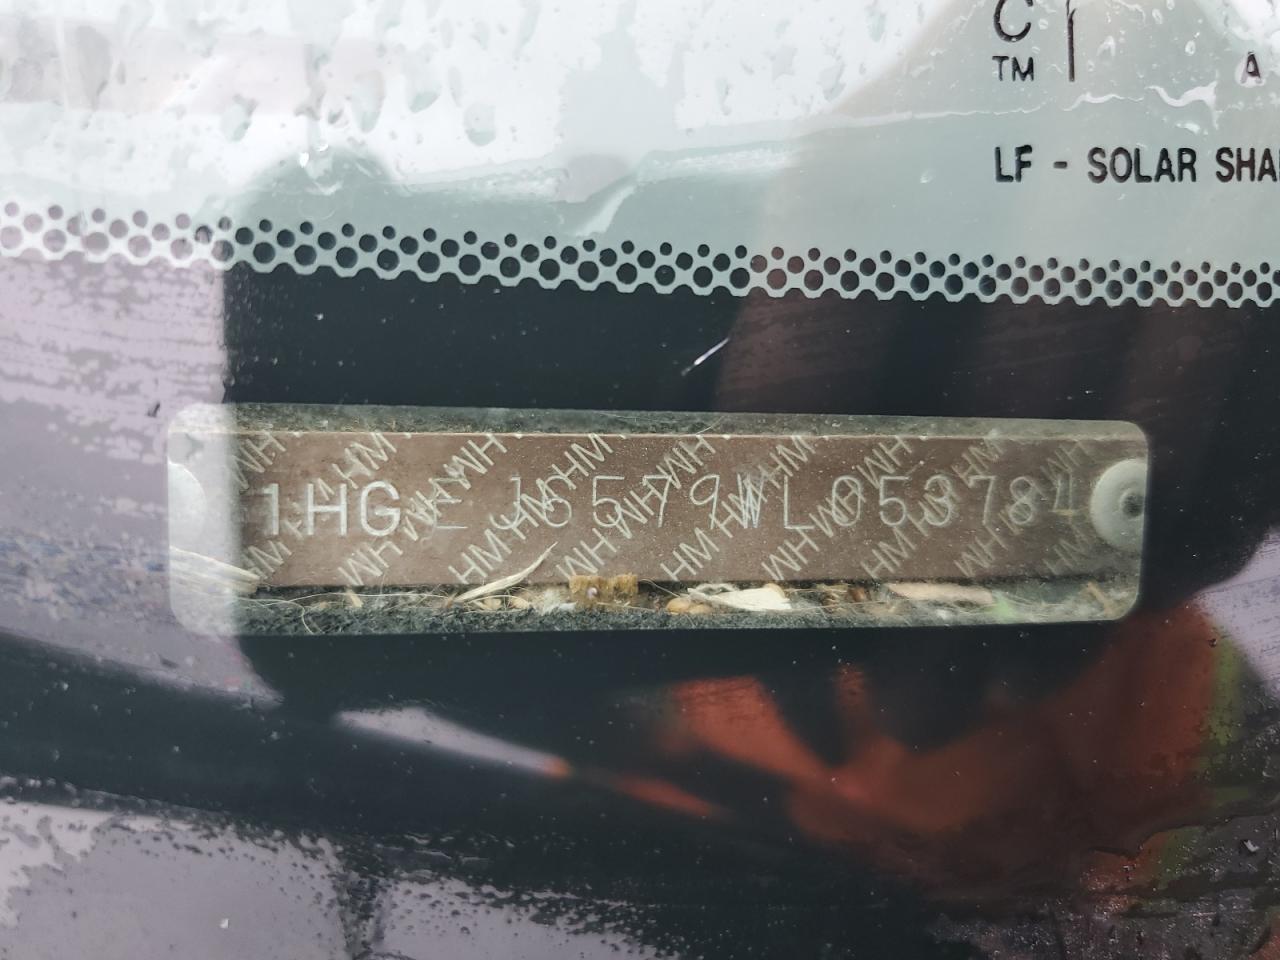 C
TM
A
LF - SOLAR SHA
1HGEJ6579WL053784